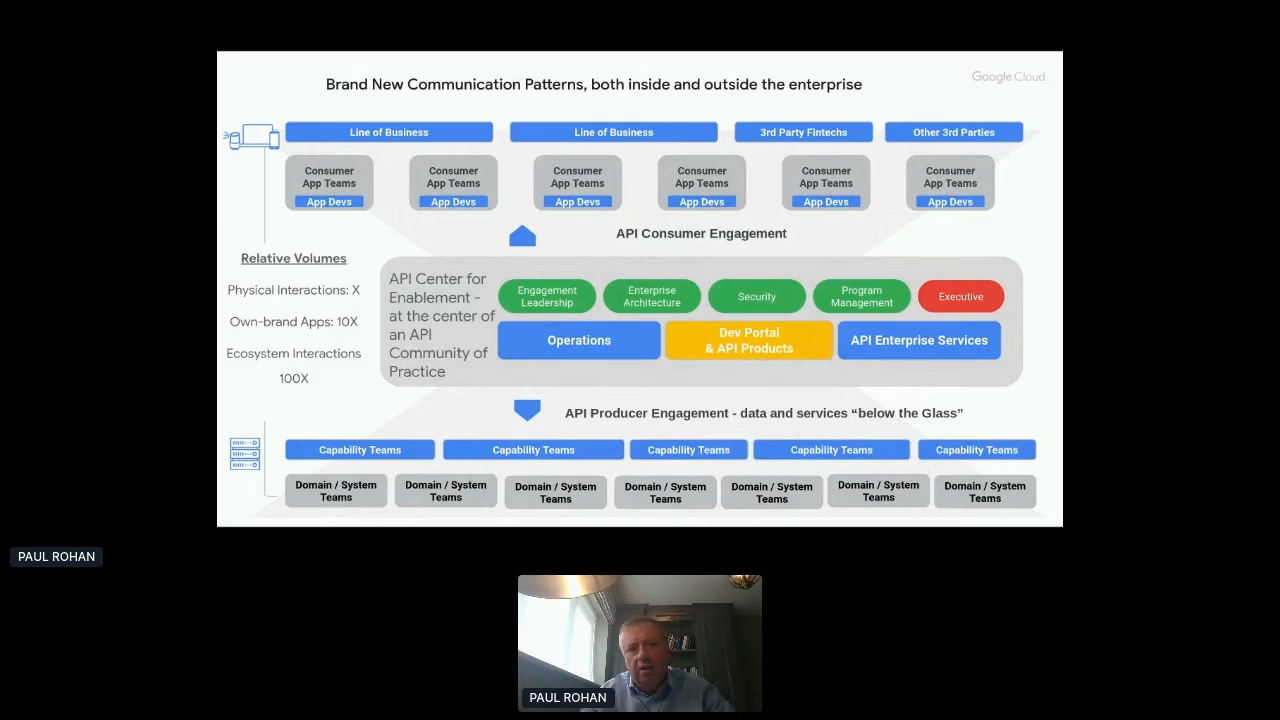 Brand New Communication Patterns, both inside and outside the enterprise
Google Cloud
Line of Business
Line of Business
3rd Party Fintechs
Other 3rd Parties
Consumer
App Teams
App Devs
Consumer
App Teams
App Devs
Consumer
App Teams
App Devs
Consumer
App Teams
App Devs
Consumer
App Teams
App Devs
Consumer
App Teams
App Devs
API Consumer Engagement
Relative Volumes
Physical Interactions: X
Own-brand Apps: 10X
Ecosystem Interactions
100X
API Center for
Enablement -
at the center of
an API
Community of
Practice
Engagement
Leadership
Enterprise
Architecture
Security
Program
Management
Executive
Operations
Dev Portal
& API Products
API Enterprise Services
API Producer Engagement - data and services “below the Glass”
Capability Teams
Capability Teams
Capability Teams
Capability Teams
Capability Teams
Domain / System
Teams
Domain / System
Teams
Domain / System
Teams
Domain / System
Teams
Domain / System
Teams
Domain / System
Teams
Domain / System
Teams
PAUL ROHAN
PAUL ROHAN